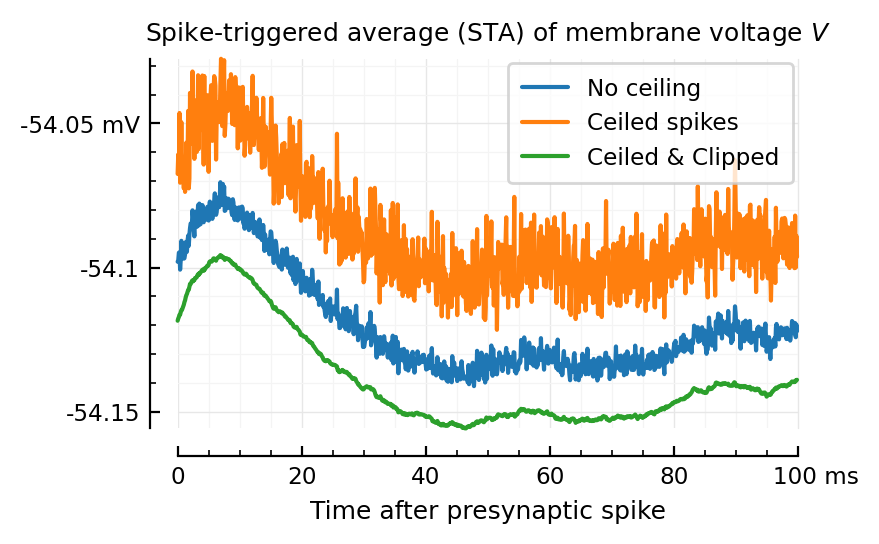 Spike-triggered average (STA) of membrane voltage V
No ceiling
Ceiled spikes
Ceiled & Clipped
-54.05 mV
-54.1
-54.15
0 20 40 60 80 100 ms
Time after presynaptic spike